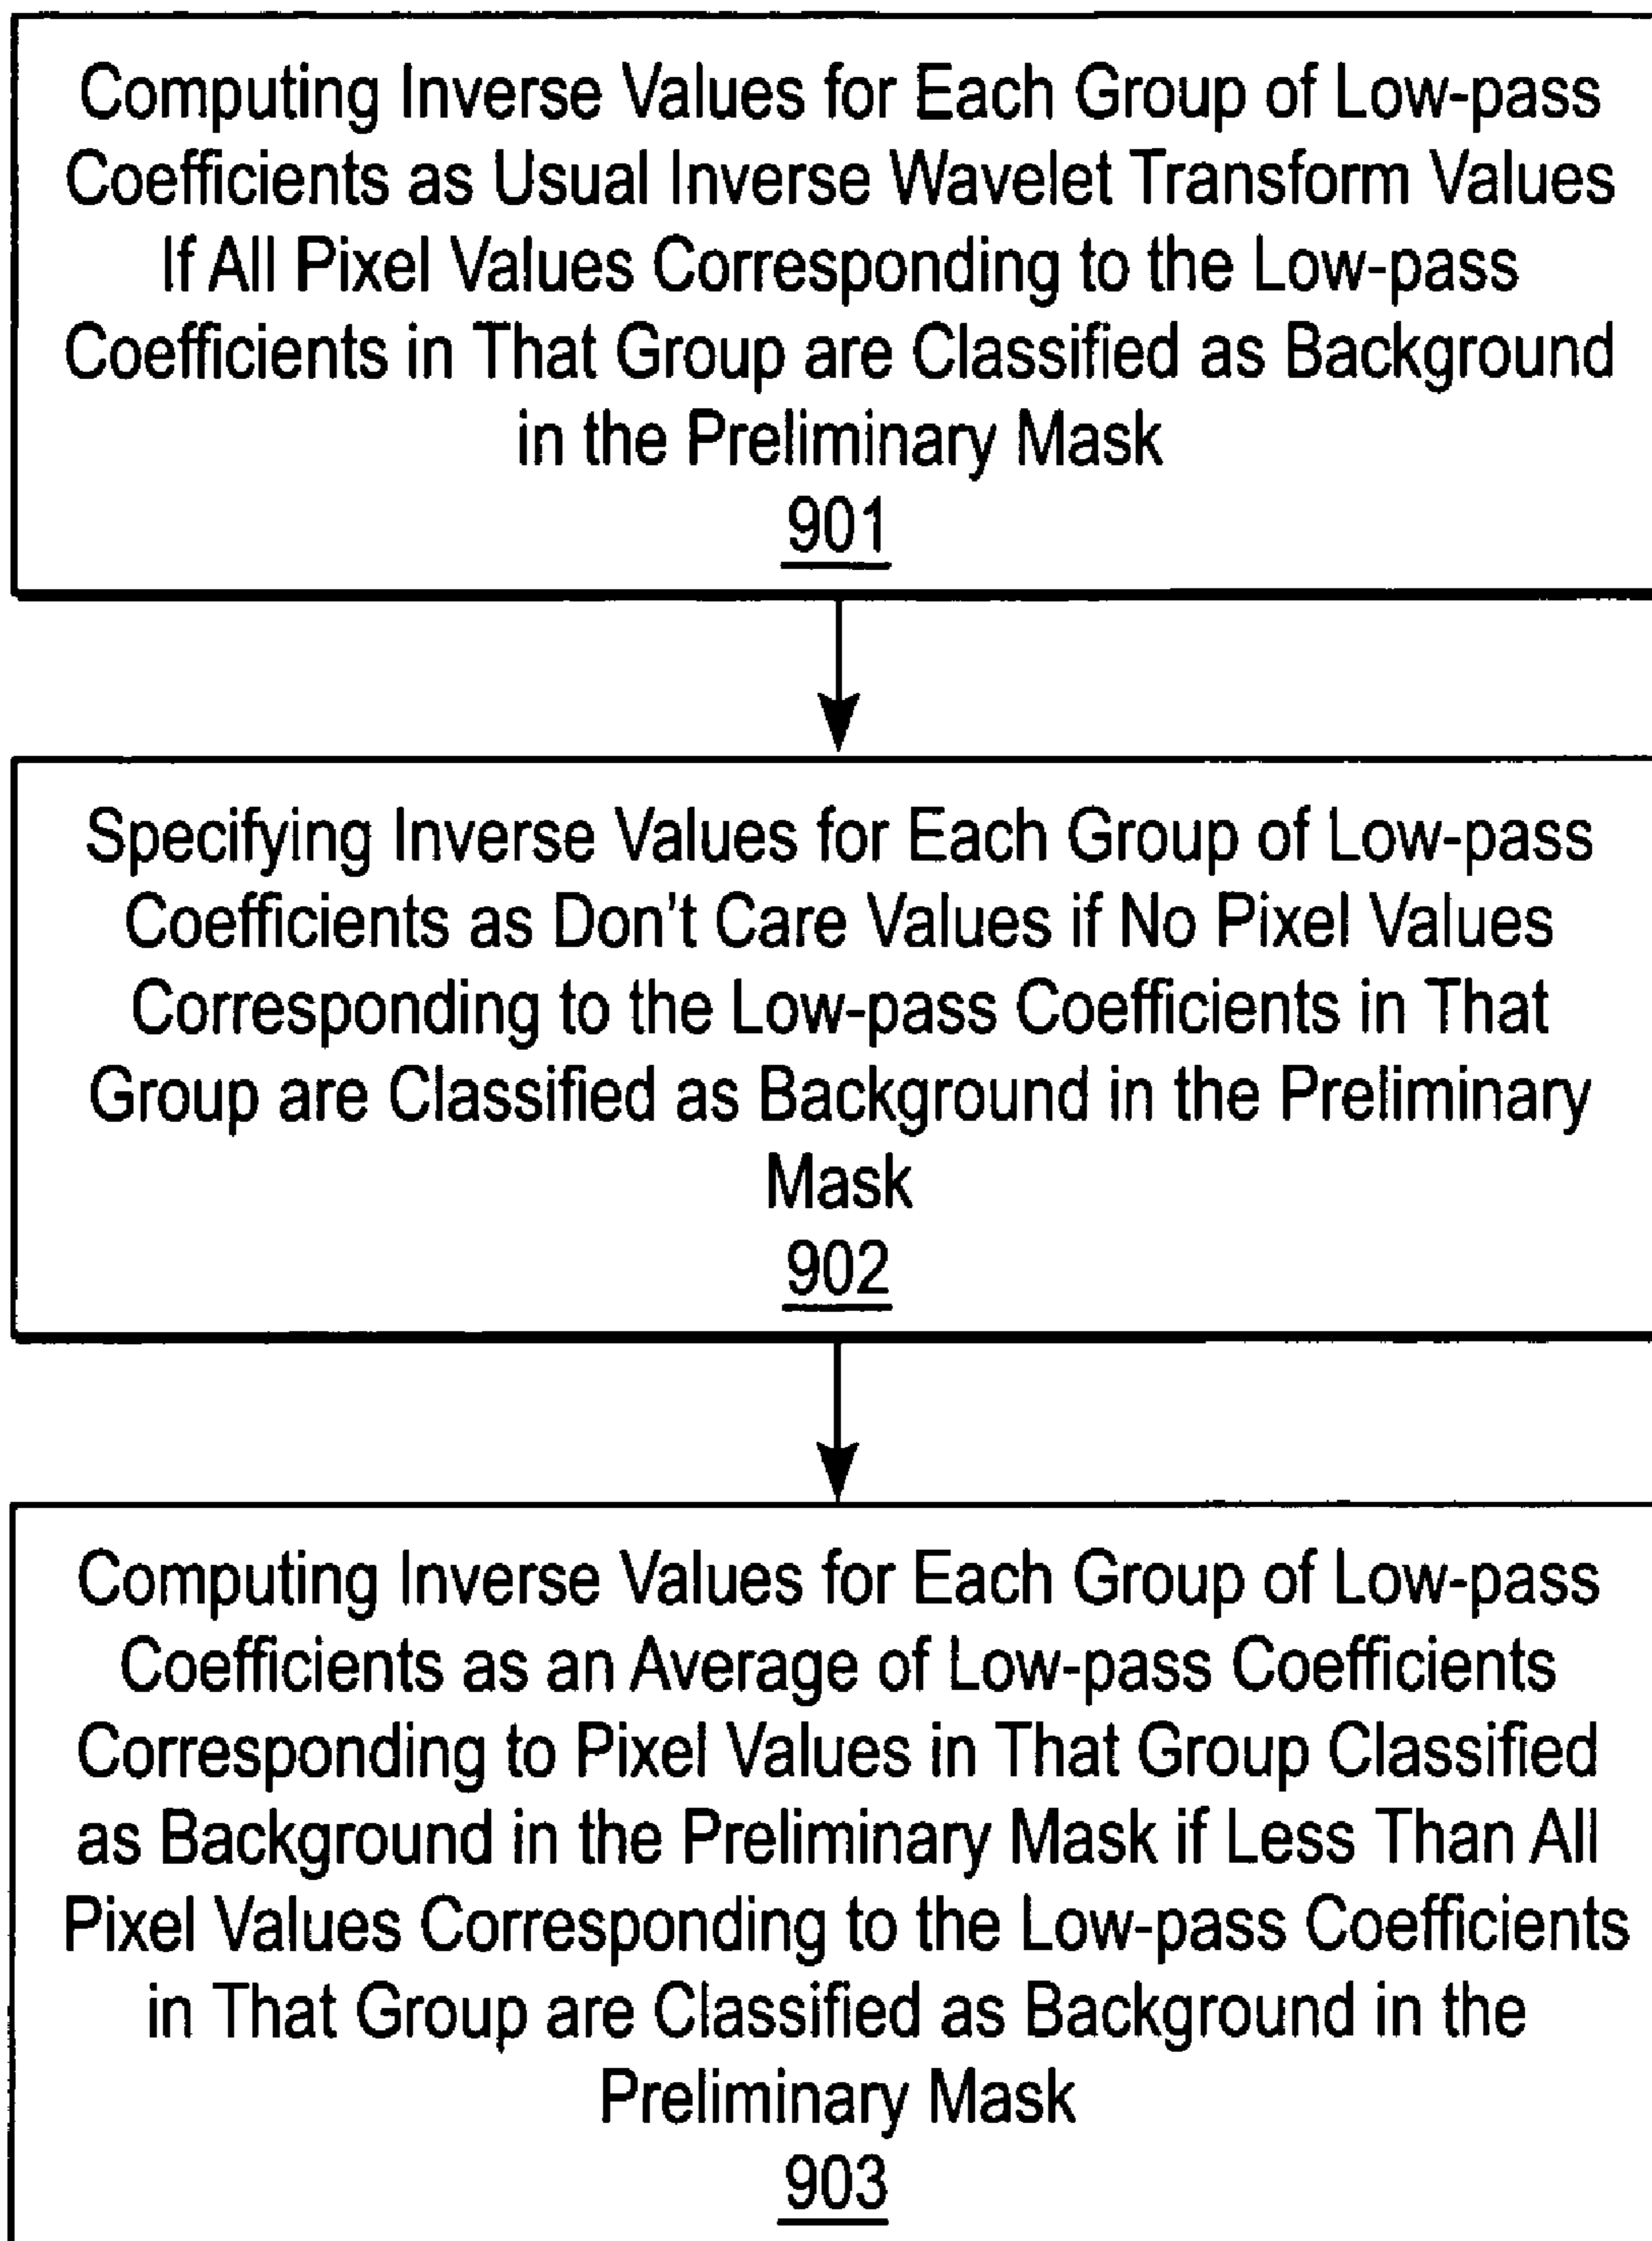 Computing Inverse Values for Each Group of Low-pass
Coefficients as Usual Inverse Wavelet Transform Values
If All Pixel Values Corresponding to the Low-pass
Coefficients in That Group are Classified as Background
in the Preliminary Mask
901
Specifying Inverse Values for Each Group of Low-pass
Coefficients as Don't Care Values if No Pixel Values
Corresponding to the Low-pass Coefficients in That
Group are Classified as Background in the Preliminary
Mask
902
Computing Inverse Values for Each Group of Low-pass
Coefficients as an Average of Low-pass Coefficients
Corresponding to Pixel Values in That Group Classified
as Background in the Preliminary Mask if Less Than All
Pixel Values Corresponding to the Low-pass Coefficients
in That Group are Classified as Background in the
Preliminary Mask
903